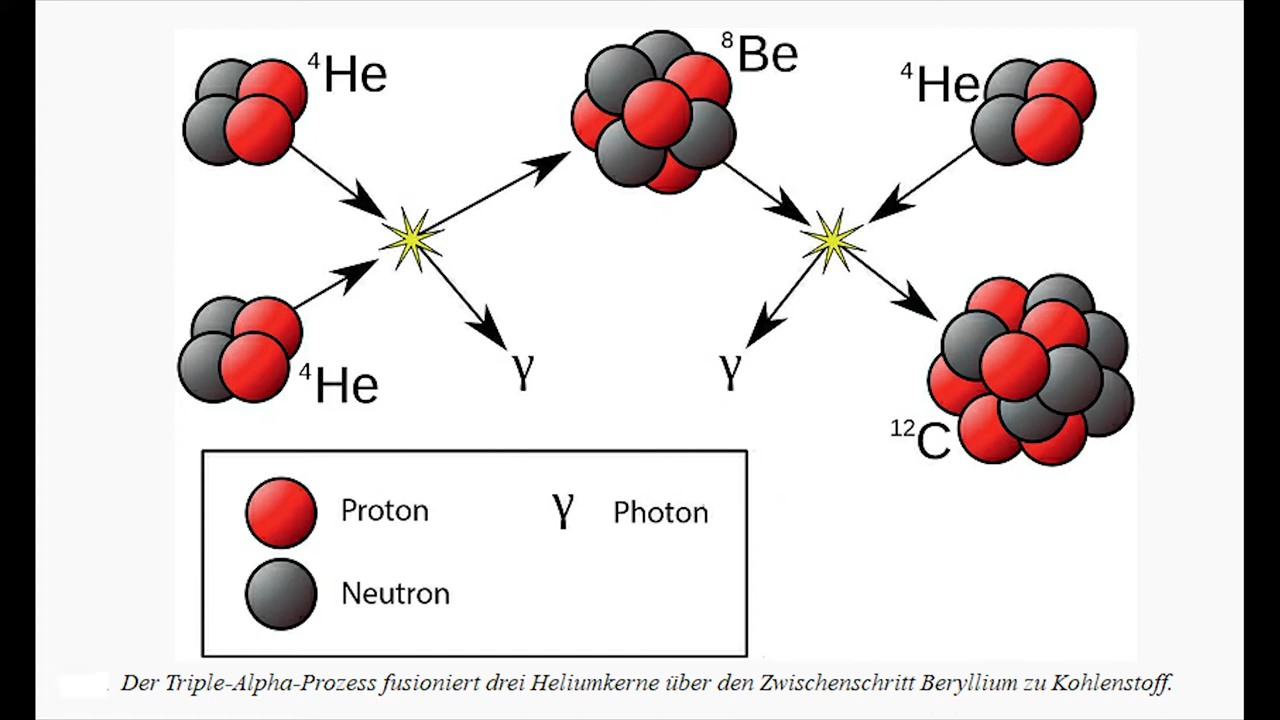 ⁴He
⁸Be
⁴He
⁴He
γ
γ
¹²C
Proton
γ Photon
Neutron
Der Triple-Alpha-Prozess fusioniert drei Heliumkerne über den Zwischenschritt Beryllium zu Kohlenstoff.